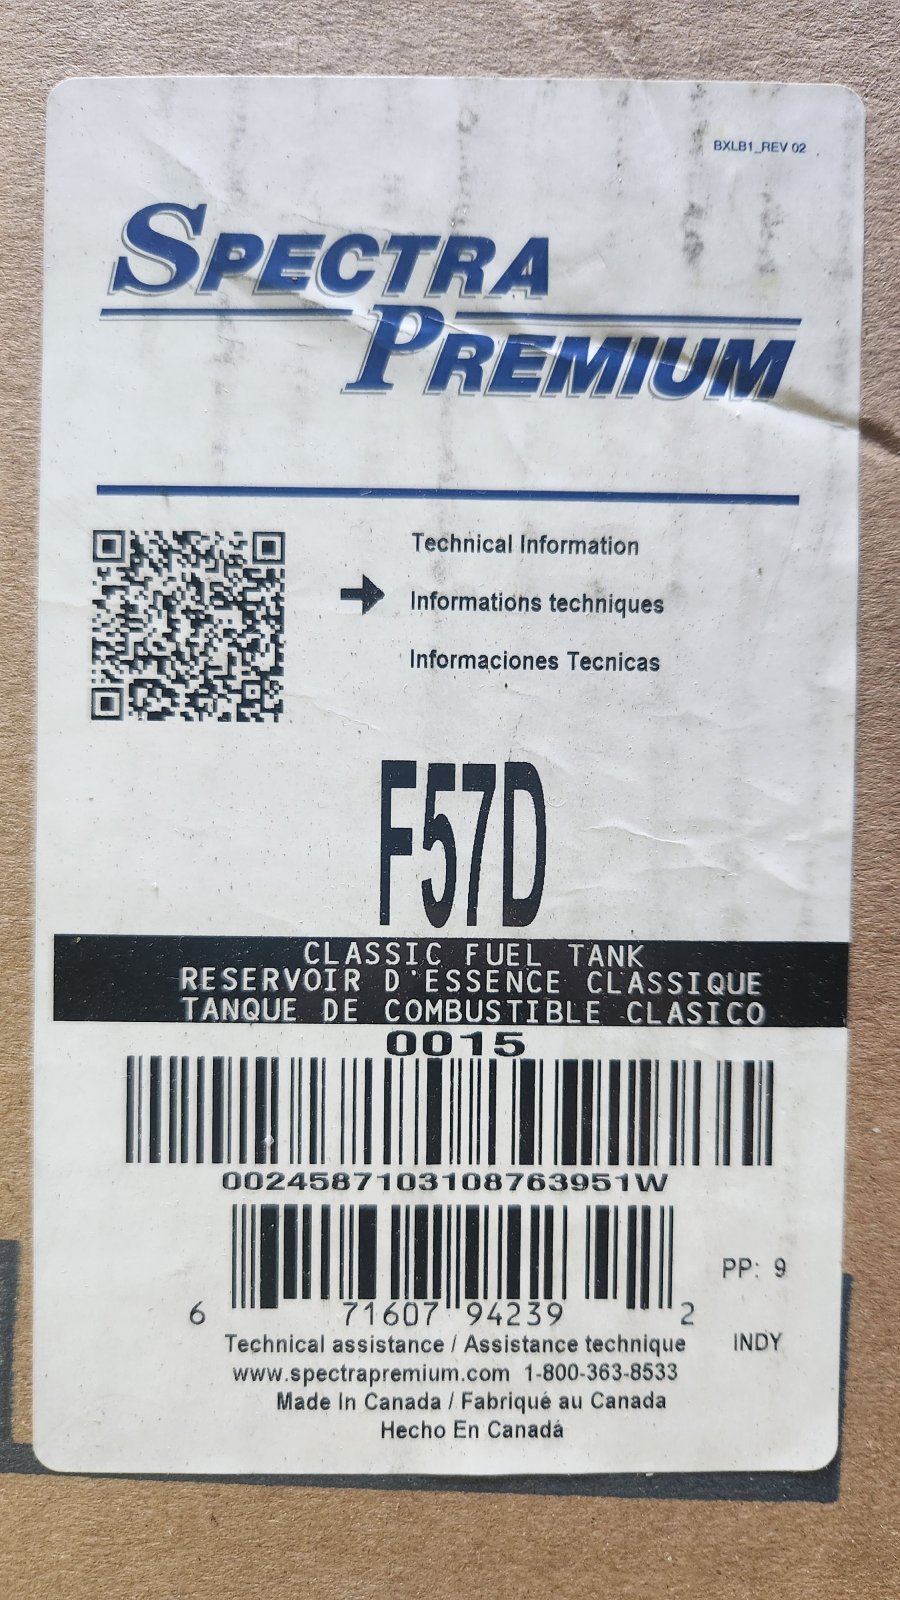 BXLB1_REV 02
SPECTRA
PREMIUM
Technical Information
Informations techniques
Informaciones Tecnicas
F57D
CLASSIC FUEL TANK
RESERVOIR D'ESSENCE CLASSIQUE
TANQUE DE COMBUSTIBLE CLASICO
0015
0024587103108763951W
PP: 9
6 71607 94239 2
Technical assistance / Assistance technique
INDY
www.spectrapremium.com 1-800-363-8533
Made In Canada / Fabriqué au Canada
Hecho En Canadá